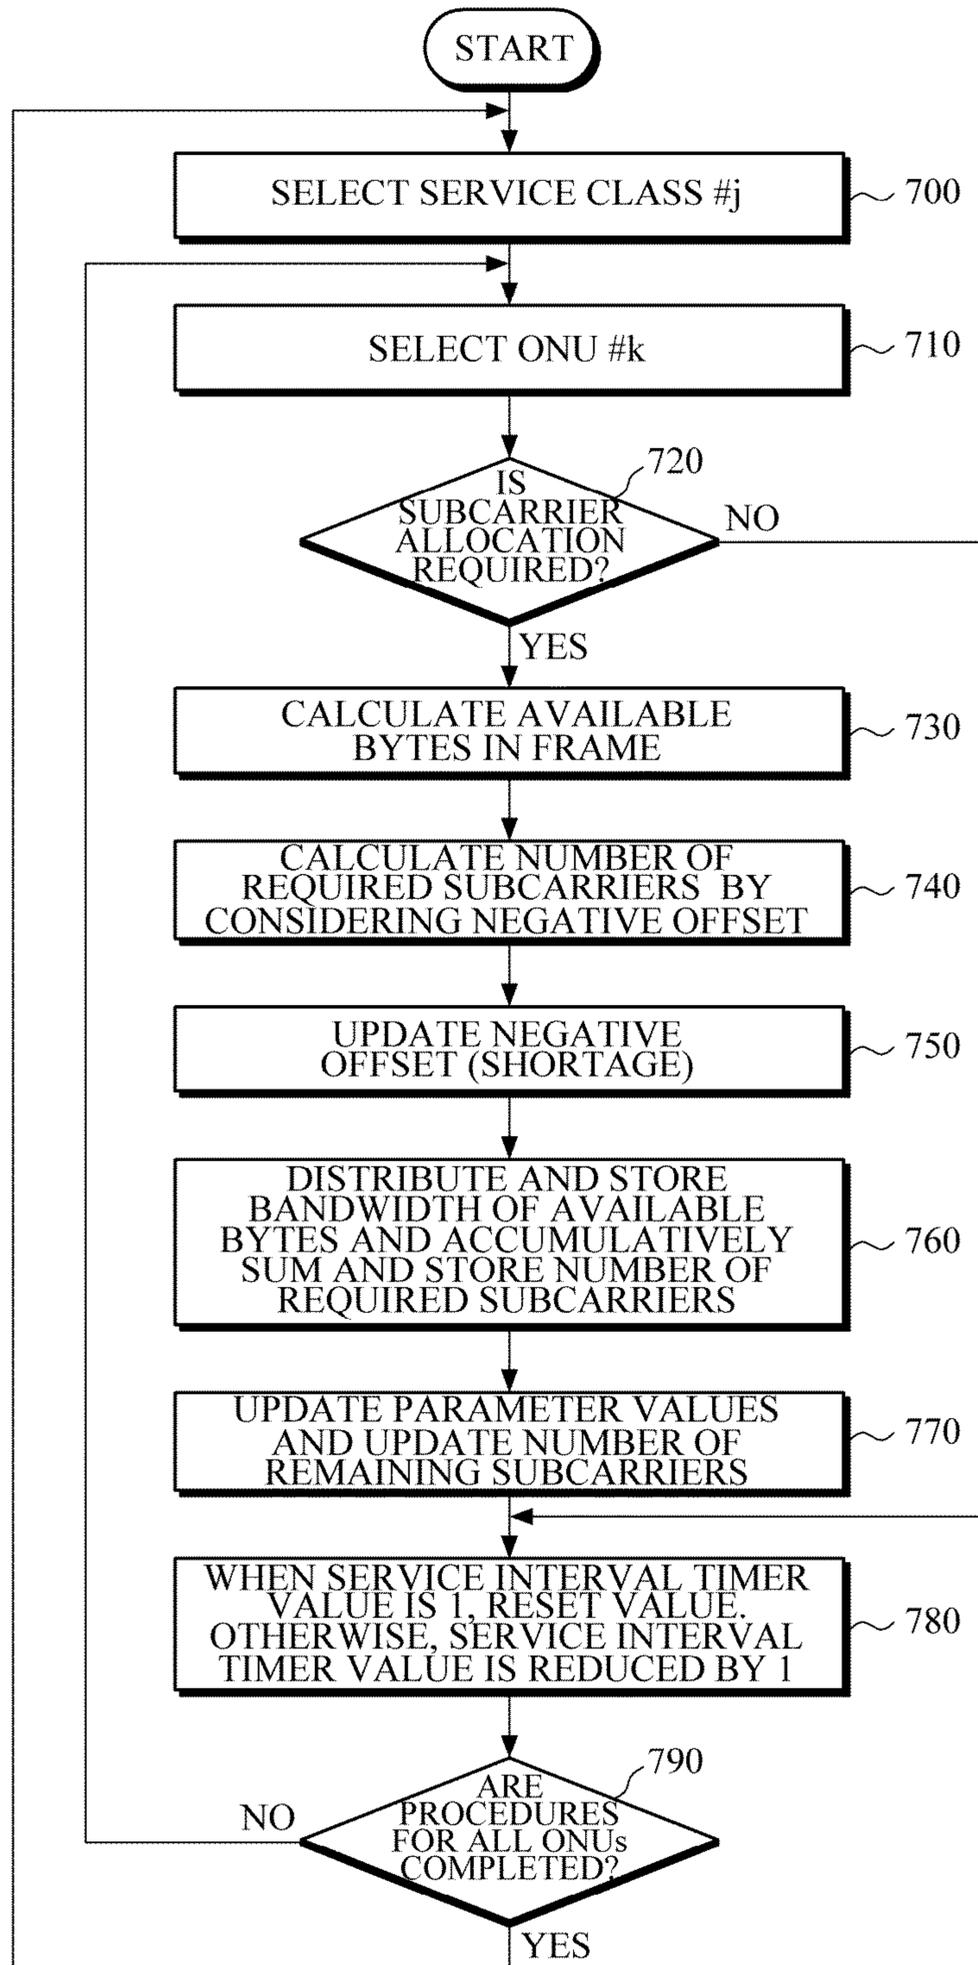 START
SELECT SERVICE CLASS #j
700
SELECT ONU #k
710
720
IS
SUBCARRIER
ALLOCATION
REQUIRED?
NO
YES
CALCULATE AVAILABLE
BYTES IN FRAME
730
CALCULATE NUMBER OF
REQUIRED SUBCARRIERS BY
CONSIDERING NEGATIVE OFFSET
740
UPDATE NEGATIVE
OFFSET (SHORTAGE)
750
DISTRIBUTE AND STORE
BANDWIDTH OF AVAILABLE
BYTES AND ACCUMULATIVELY
SUM AND STORE NUMBER OF
REQUIRED SUBCARRIERS
760
UPDATE PARAMETER VALUES
AND UPDATE NUMBER OF
REMAINING SUBCARRIERS
770
WHEN SERVICE INTERVAL TIMER
VALUE IS 1, RESET VALUE.
OTHERWISE, SERVICE INTERVAL
TIMER VALUE IS REDUCED BY 1
780
790
ARE
PROCEDURES
FOR ALL ONUs
COMPLETED?
NO
YES